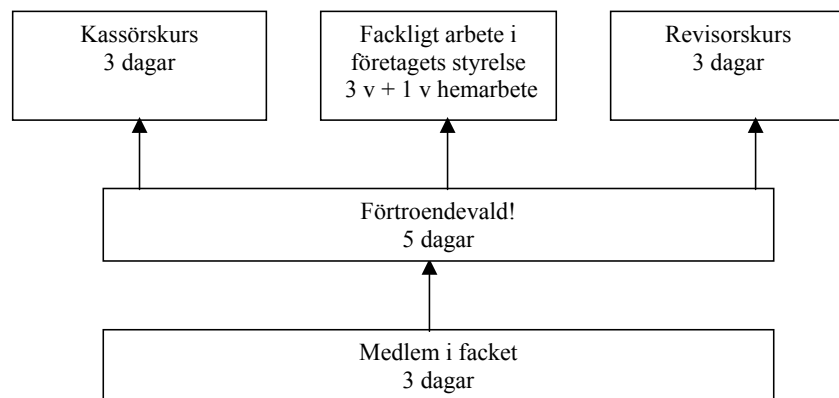 Kassörskurs
3 dagar
Fackligt arbete i
företagets styrelse
3 v + 1 v hemarbete
Revisorskurs
3 dagar
Förtroendevald!
5 dagar
Medlem i facket
3 dagar